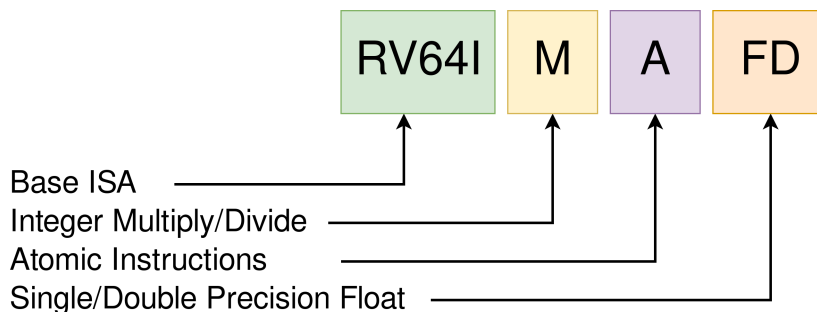 RV64I M A FD
Base ISA
Integer Multiply/Divide
Atomic Instructions
Single/Double Precision Float